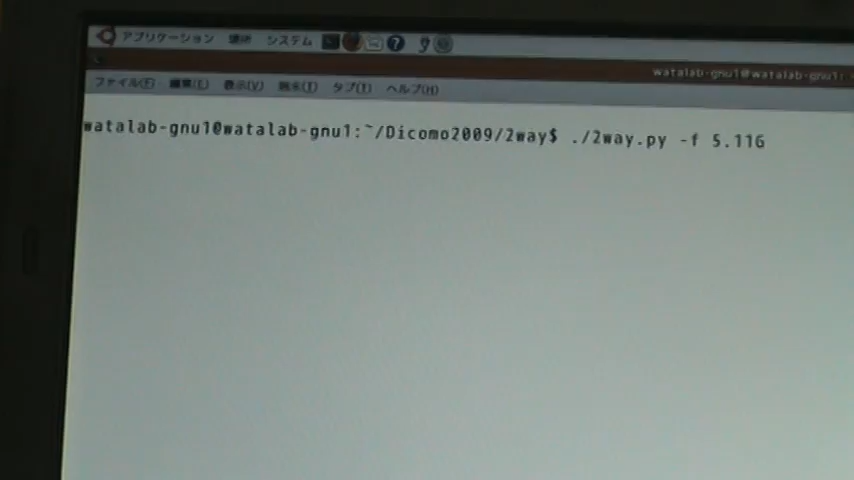 アプリケーション 場所 システム
watalab-gnu1@watalab-gnu1:
ファイル(F) 編集(E) 表示(V) 端末(T) タブ(T) ヘルプ(H)
watalab-gnu1@watalab-gnu1:~/Dicomo2009/2way$ ./2way.py -f 5.116